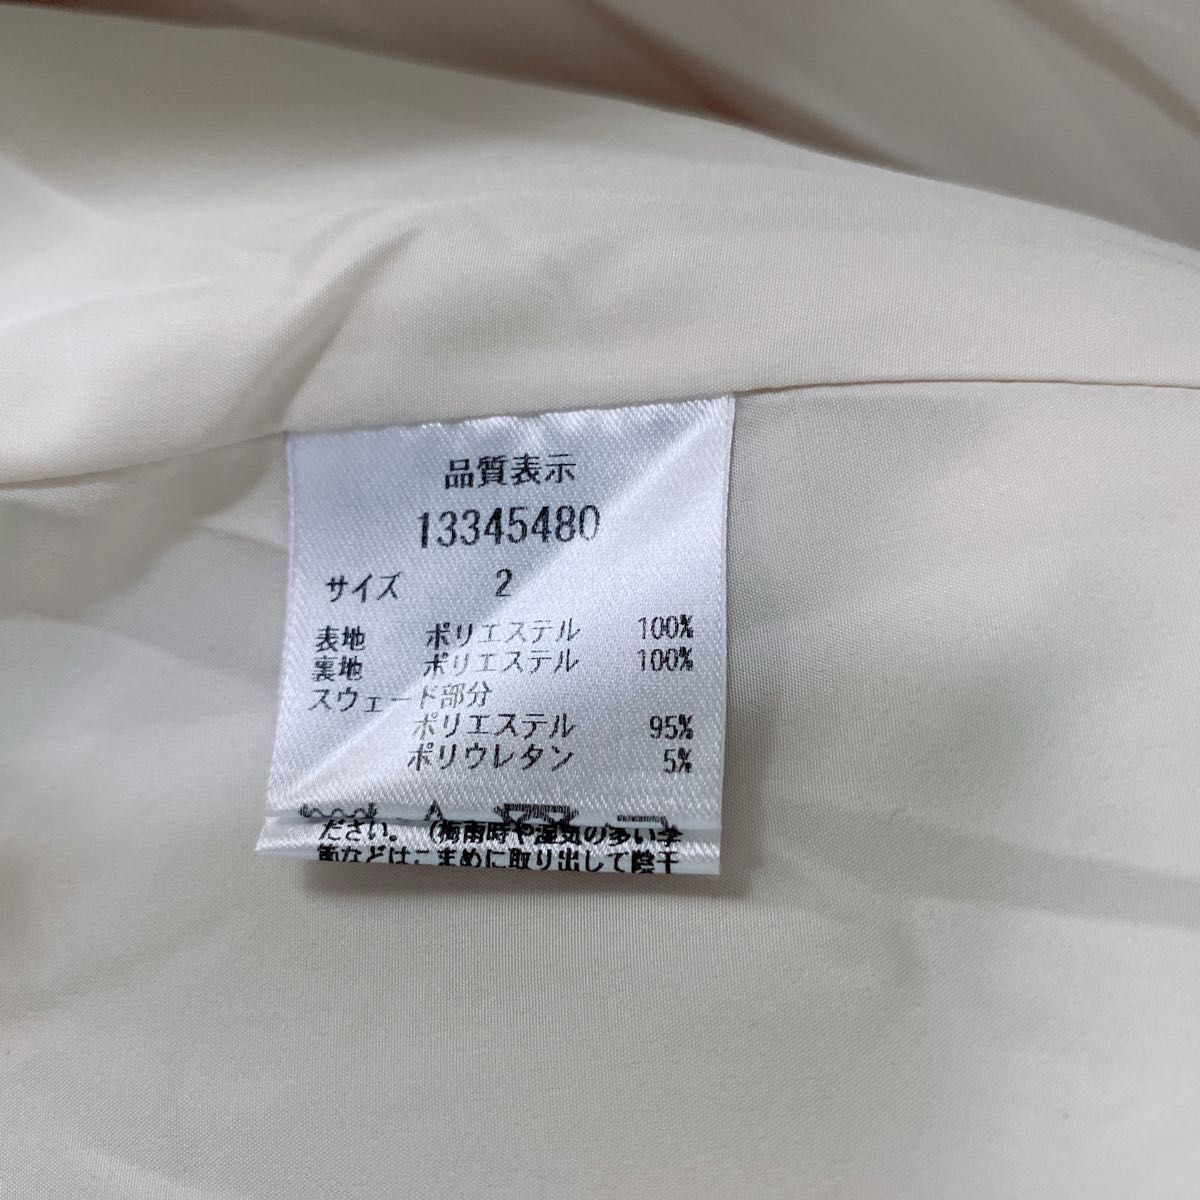 品質表示
13345480
サイズ 2
表地 ポリエステル 100%
裏地 ポリエステル 100%
スウェード部分
ポリエステル 95%
ポリウレタン 5%
ださい。(梅雨時や湿気の多い季
節などはこまめに取り出して陰干